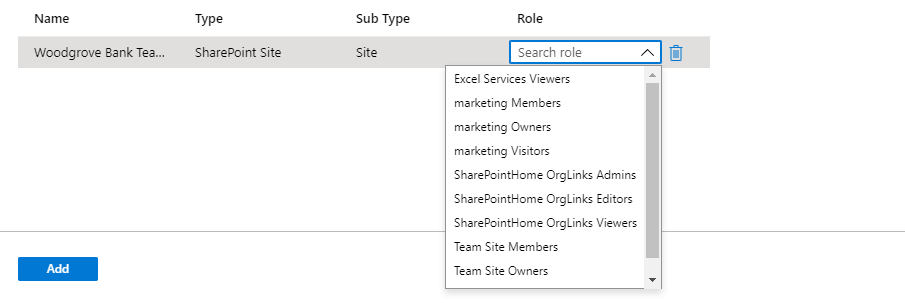 Name Type Sub Type Role
Woodgrove Bank Tea... SharePoint Site Site Search role
Excel Services Viewers
marketing Members
marketing Owners
marketing Visitors
SharePointHome OrgLinks Admins
SharePointHome OrgLinks Editors
SharePointHome OrgLinks Viewers
Team Site Members
Team Site Owners
Add